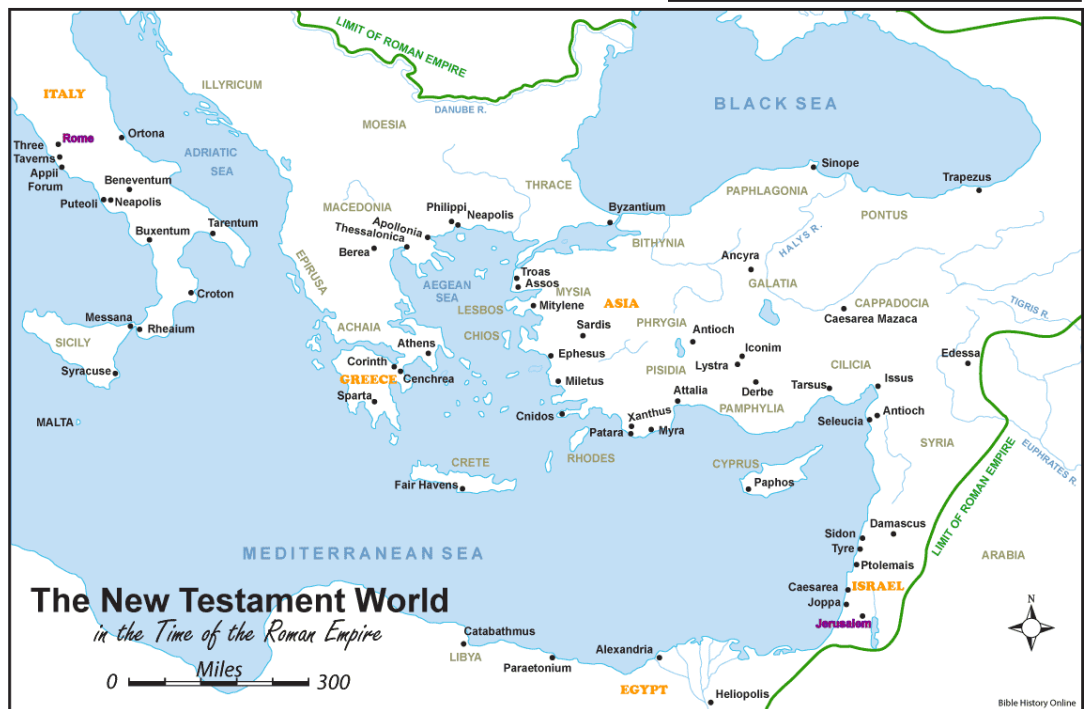 LIMIT OF ROMAN EMPIRE
ITALY
ILLYRICUM
DANUBE R.
BLACK SEA
MOESIA
Rome
Ortona
Three
Taverns
Appii
Forum
ADRIATIC
SEA
Beneventum
Puteoli
Neapolis
Buxentum
Tarentum
Croton
Messana
Rheaium
SICILY
Syracuse
MALTA
THRACE
MACEDONIA
Philippi
Neapolis
Apollonia
Thessalonica
Berea
EPIRUSA
Byzantium
BITHYNIA
Sinope
Trapezus
PAPHLAGONIA
PONTUS
HALYS R.
Ancyra
GALATIA
CAPPADOCIA
Caesarea Mazaca
TIGRIS R.
Troas
Assos
AEGEAN
SEA
MYSIA
ASIA
LESBOS
Mitylene
Sardis
PHRYGIA
Antioch
ACHAIA
CHIOS
Athens
Corinth
Cenchrea
GREECE
Sparta
Ephesus
Miletus
Iconim
Lystra
PISIDIA
Derbe
Edessa
CILICIA
Tarsus
Issus
Attalia
PAMPHYLIA
Cnidos
Xanthus
Patara
Myra
Seleucia
Antioch
SYRIA
EUPHRATES R.
LIMIT OF ROMAN EMPIRE
CRETE
Fair Havens
RHODES
CYPRUS
Paphos
MEDITERRANEAN SEA
Sidon
Damascus
Tyre
Ptolemais
ARABIA
Caesarea
ISRAEL
Joppa
Jerusalem
The New Testament World
in the Time of the Roman Empire
Miles
0
300
Catabathmus
LIBYA
Paraetonium
Alexandria
EGYPT
Heliopolis
N
Bible History Online